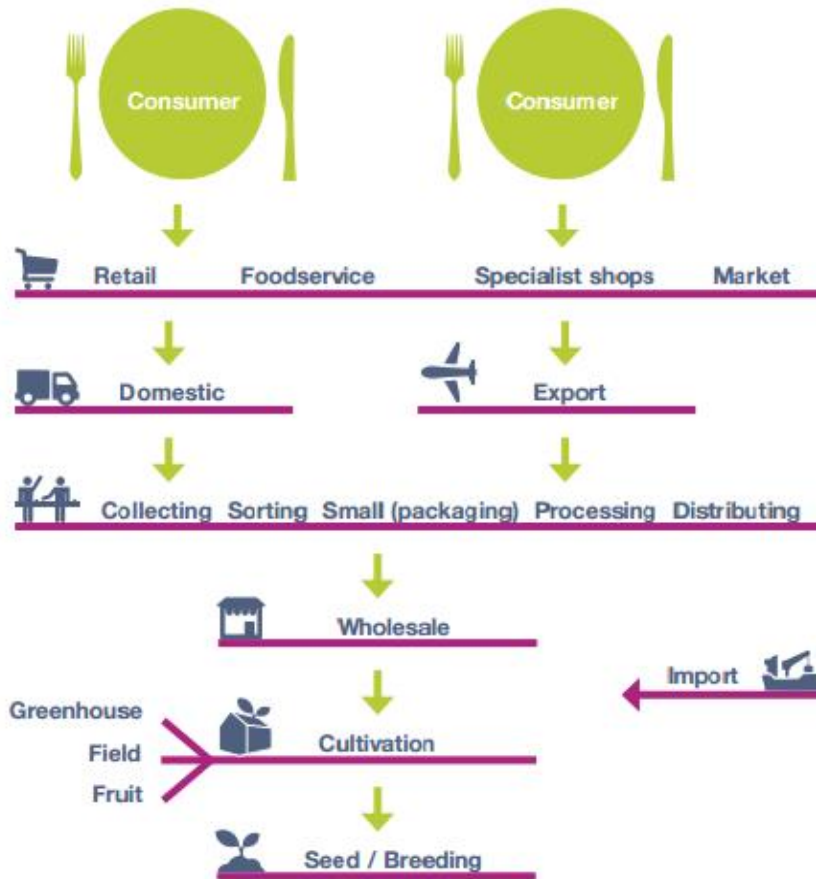 Consumer Consumer
Retail Foodservice Specialist shops Market
Domestic Export
Collecting Sorting Small (packaging) Processing Distributing
Wholesale
Import
Greenhouse
Field
Fruit
Cultivation
Seed / Breeding